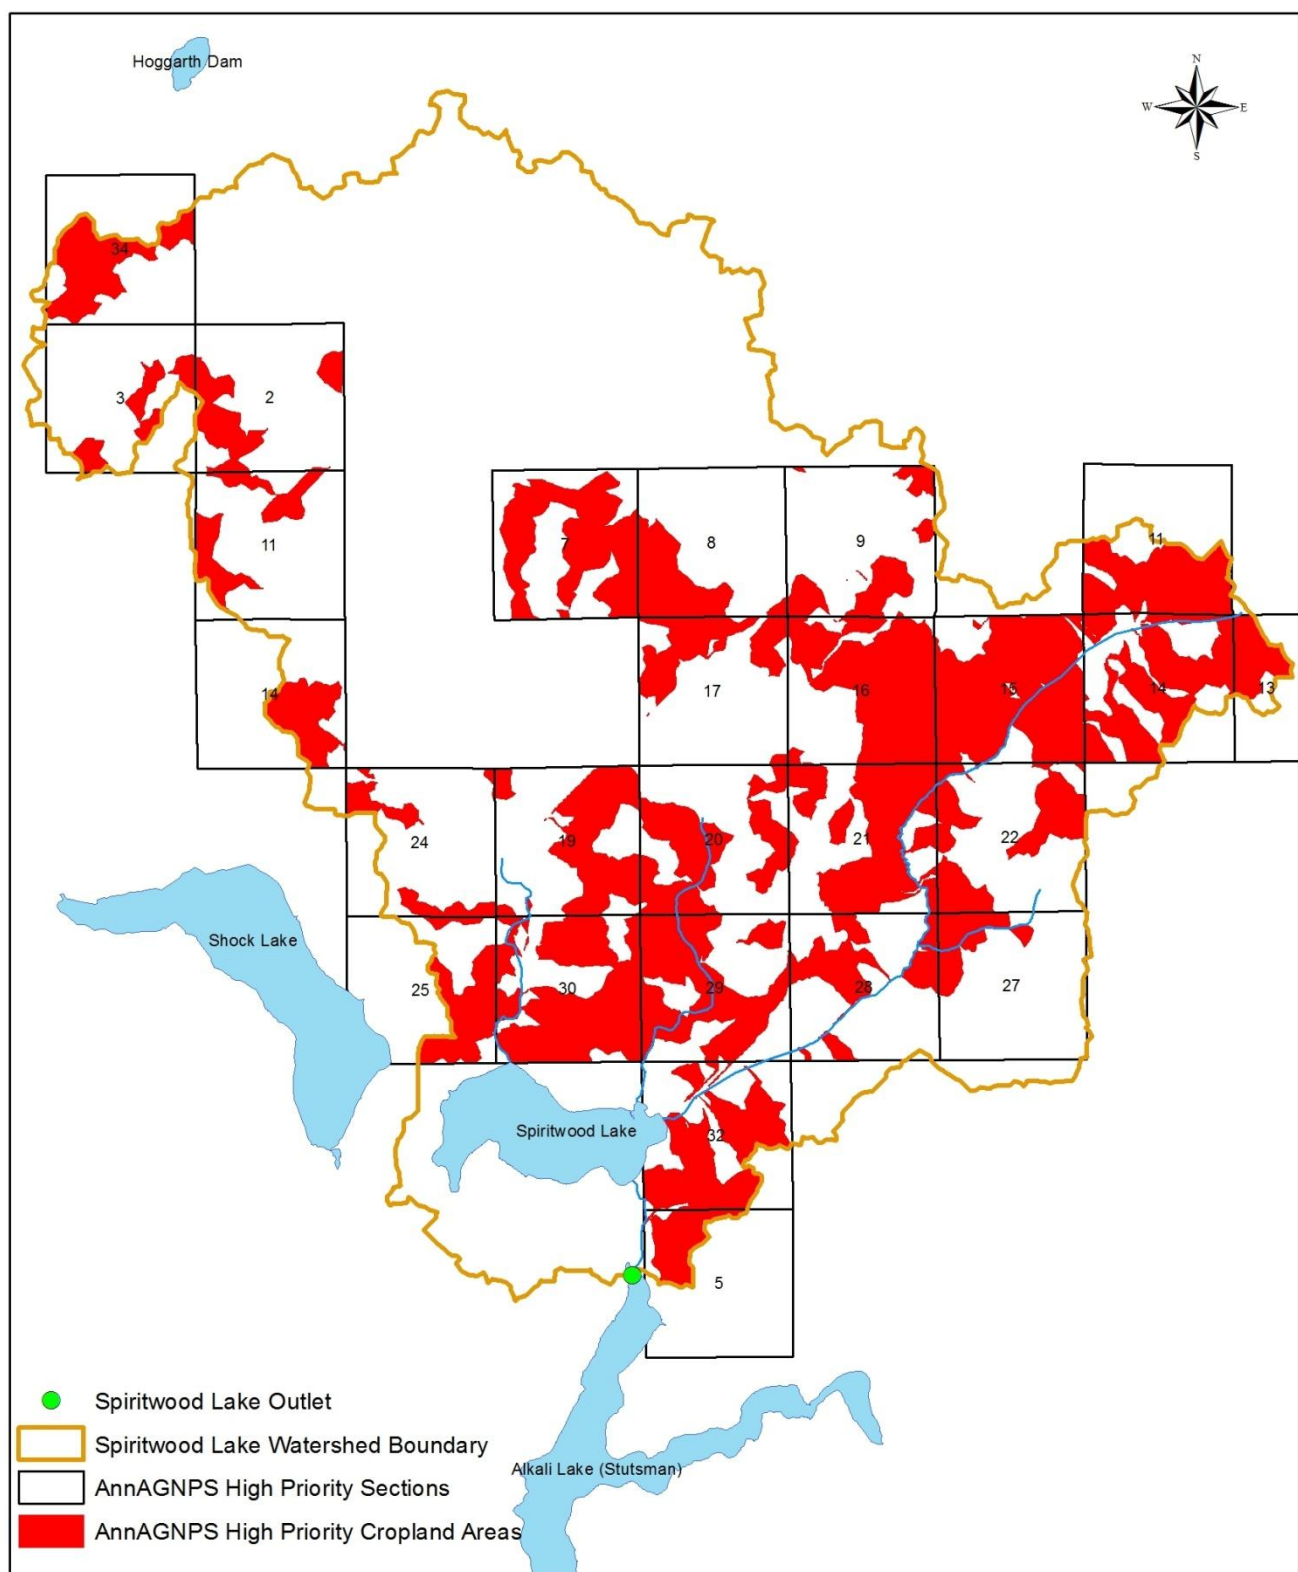 Hoggarth Dam
N
W
E
S
34
3
2
11
7
8
9
11
14
17
16
15
14
13
24
19
20
21
22
Shock Lake
25
30
29
28
27
Spiritwood Lake
32
5
Spiritwood Lake Outlet
Spiritwood Lake Watershed Boundary
Alkali Lake (Stutsman)
AnnAGNPS High Priority Sections
AnnAGNPS High Priority Cropland Areas